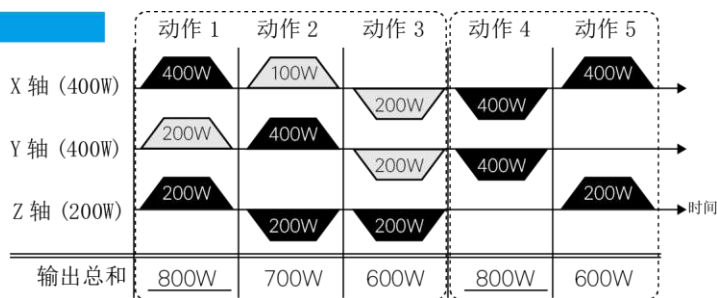 动作 1 动作 2 动作 3 动作 4 动作 5
X 轴 (400W) 400W 100W 200W 400W 400W
Y 轴 (400W) 200W 400W 200W 400W
Z 轴 (200W) 200W 200W 200W 200W 时间
输出总和 800W 700W 600W 800W 600W